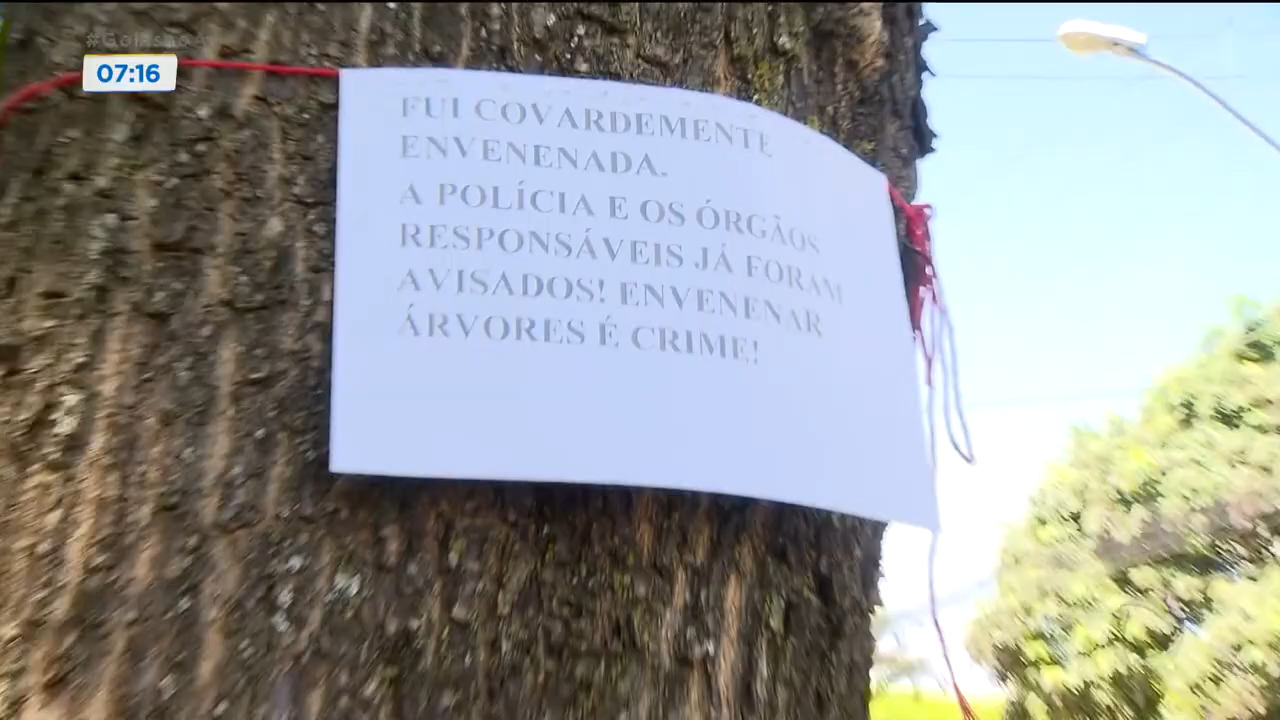 07:16
FUI COVARDEMENTE
ENVENENADA.
A POLÍCIA E OS ÓRGÃOS
RESPONSÁVEIS JÁ FORAM
AVISADOS! ENVENENAR
ÁRVORES É CRIME!